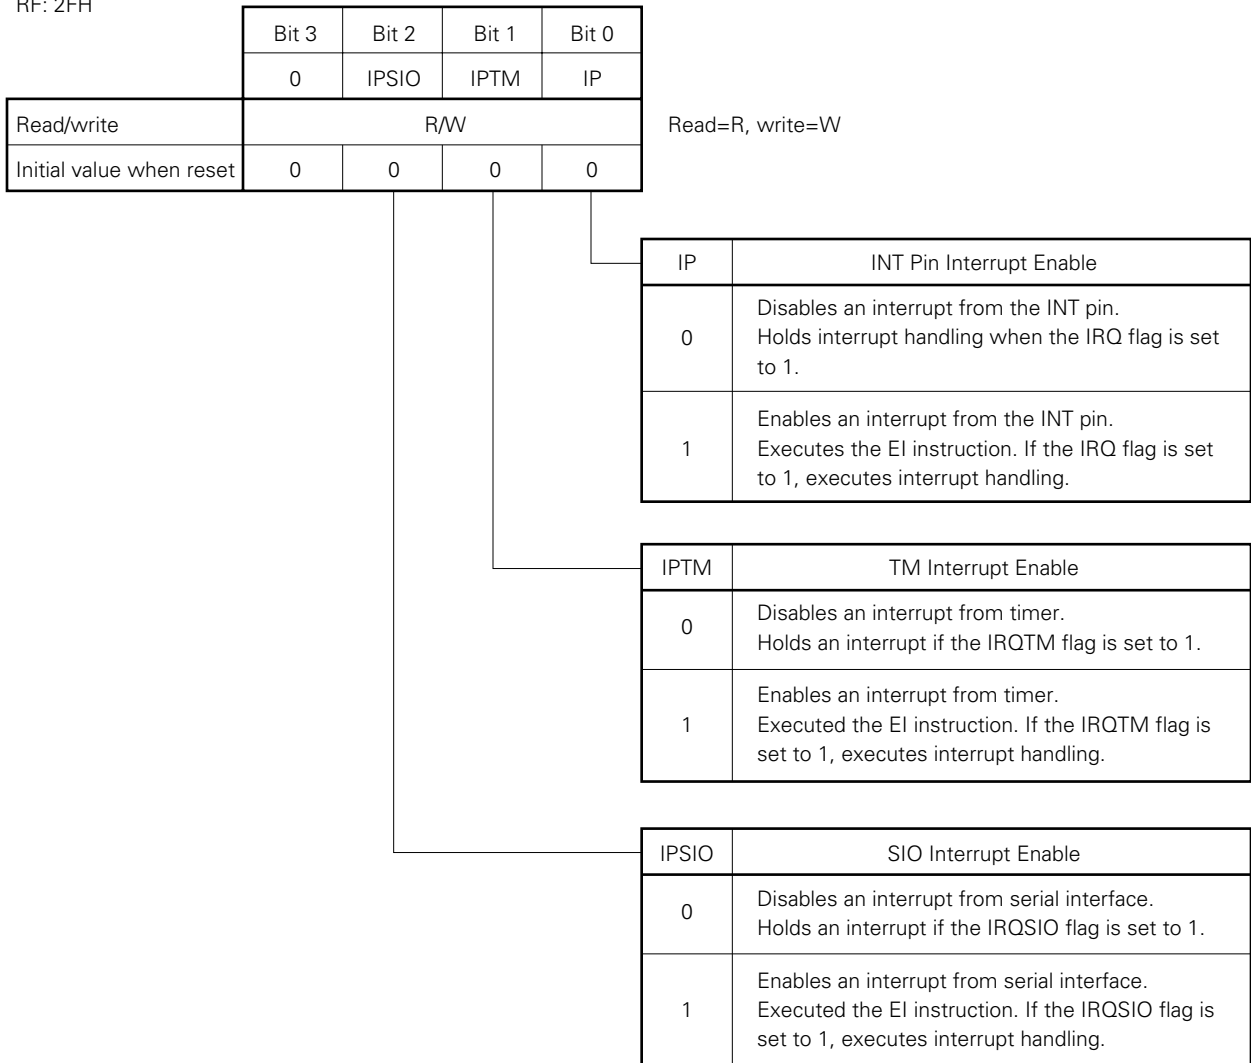 RF: 2FH
Bit 3 Bit 2 Bit 1 Bit 0
0 IPSIO IPTM IP
Read/write R/W Read=R, write=W
Initial value when reset 0 0 0 0
IP INT Pin Interrupt Enable
0 Disables an interrupt from the INT pin.
Holds interrupt handling when the IRQ flag is set
to 1.
1 Enables an interrupt from the INT pin.
Executes the EI instruction. If the IRQ flag is set
to 1, executes interrupt handling.
IPTM TM Interrupt Enable
0 Disables an interrupt from timer.
Holds an interrupt if the IRQTM flag is set to 1.
1 Enables an interrupt from timer.
Executed the EI instruction. If the IRQTM flag is
set to 1, executes interrupt handling.
IPSIO SIO Interrupt Enable
0 Disables an interrupt from serial interface.
Holds an interrupt if the IRQSIO flag is set to 1.
1 Enables an interrupt from serial interface.
Executed the EI instruction. If the IRQSIO flag is
set to 1, executes interrupt handling.